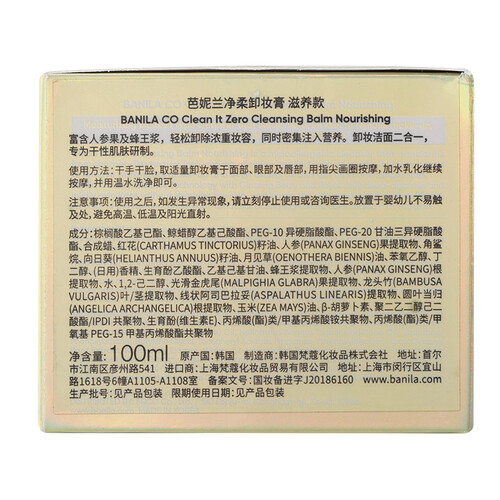 芭妮兰净柔卸妆膏 滋养款
BANILA CO Clean It Zero Cleansing Balm Nourishing
富含人参果及蜂王浆，轻松卸除浓重妆容，同时密集注入营养。卸妆洁面二合一，
专为干性肌肤研制。
使用方法：干手干脸，取适量卸妆膏于面部、眼部及唇部，用指尖画圈按摩，加水乳化继续
按摩，并用温水洗净即可。
注意事项：使用之后，如发生异常现象，请立刻停止使用或咨询医生。放置于婴幼儿不易触
及处，避免高温、低温及阳光直射。
成分：棕榈酸乙基己酯、鲸蜡醇乙基己酸酯、PEG-10 异硬脂酸酯、PEG-20 甘油三异硬脂酸
酯、合成蜡、红花(CARTHAMUS TINCTORIUS)籽油、人参(PANAX GINSENG)果提取物、角鲨
烷、向日葵(HELIANTHUS ANNUUS)籽油、月见草(OENOTHERA BIENNIS)油、苯氧乙醇、丁
二醇、(日用)香精、生育酚乙酸酯、乙基己基甘油、蜂王浆提取物、人参(PANAX GINSENG)根
提取物、水、1,2-己二醇、光滑金虎尾(MALPIGHIA GLABRA)果提取物、龙头竹(BAMBUSA
VULGARIS)叶/茎提取物、线状阿司巴拉妥(ASPALATHUS LINEARIS)提取物、圆叶当归
(ANGELICA ARCHANGELICA)根提取物、玉米(ZEA MAYS)油、β-胡萝卜素、聚二乙二醇己二
酸酯/IPDI 共聚物、生育酚(维生素E)、丙烯酸(酯)类/甲基丙烯酸铵共聚物、丙烯酸(酯)类/甲
氧基 PEG-15 甲基丙烯酸酯共聚物
净含量：100ml 原产国：韩国 制造商：韩国梵蔻化妆品株式会社 地址：首尔
市江南区彦州路541 进口商：上海梵蔻化妆品贸易有限公司 地址：上海市闵行区宜山
路1618号6幢A1105-A1108室 备案文号：国妆备进字J20186160 www.banila.com
生产批号：见产品包装 限期使用日期：见产品包装